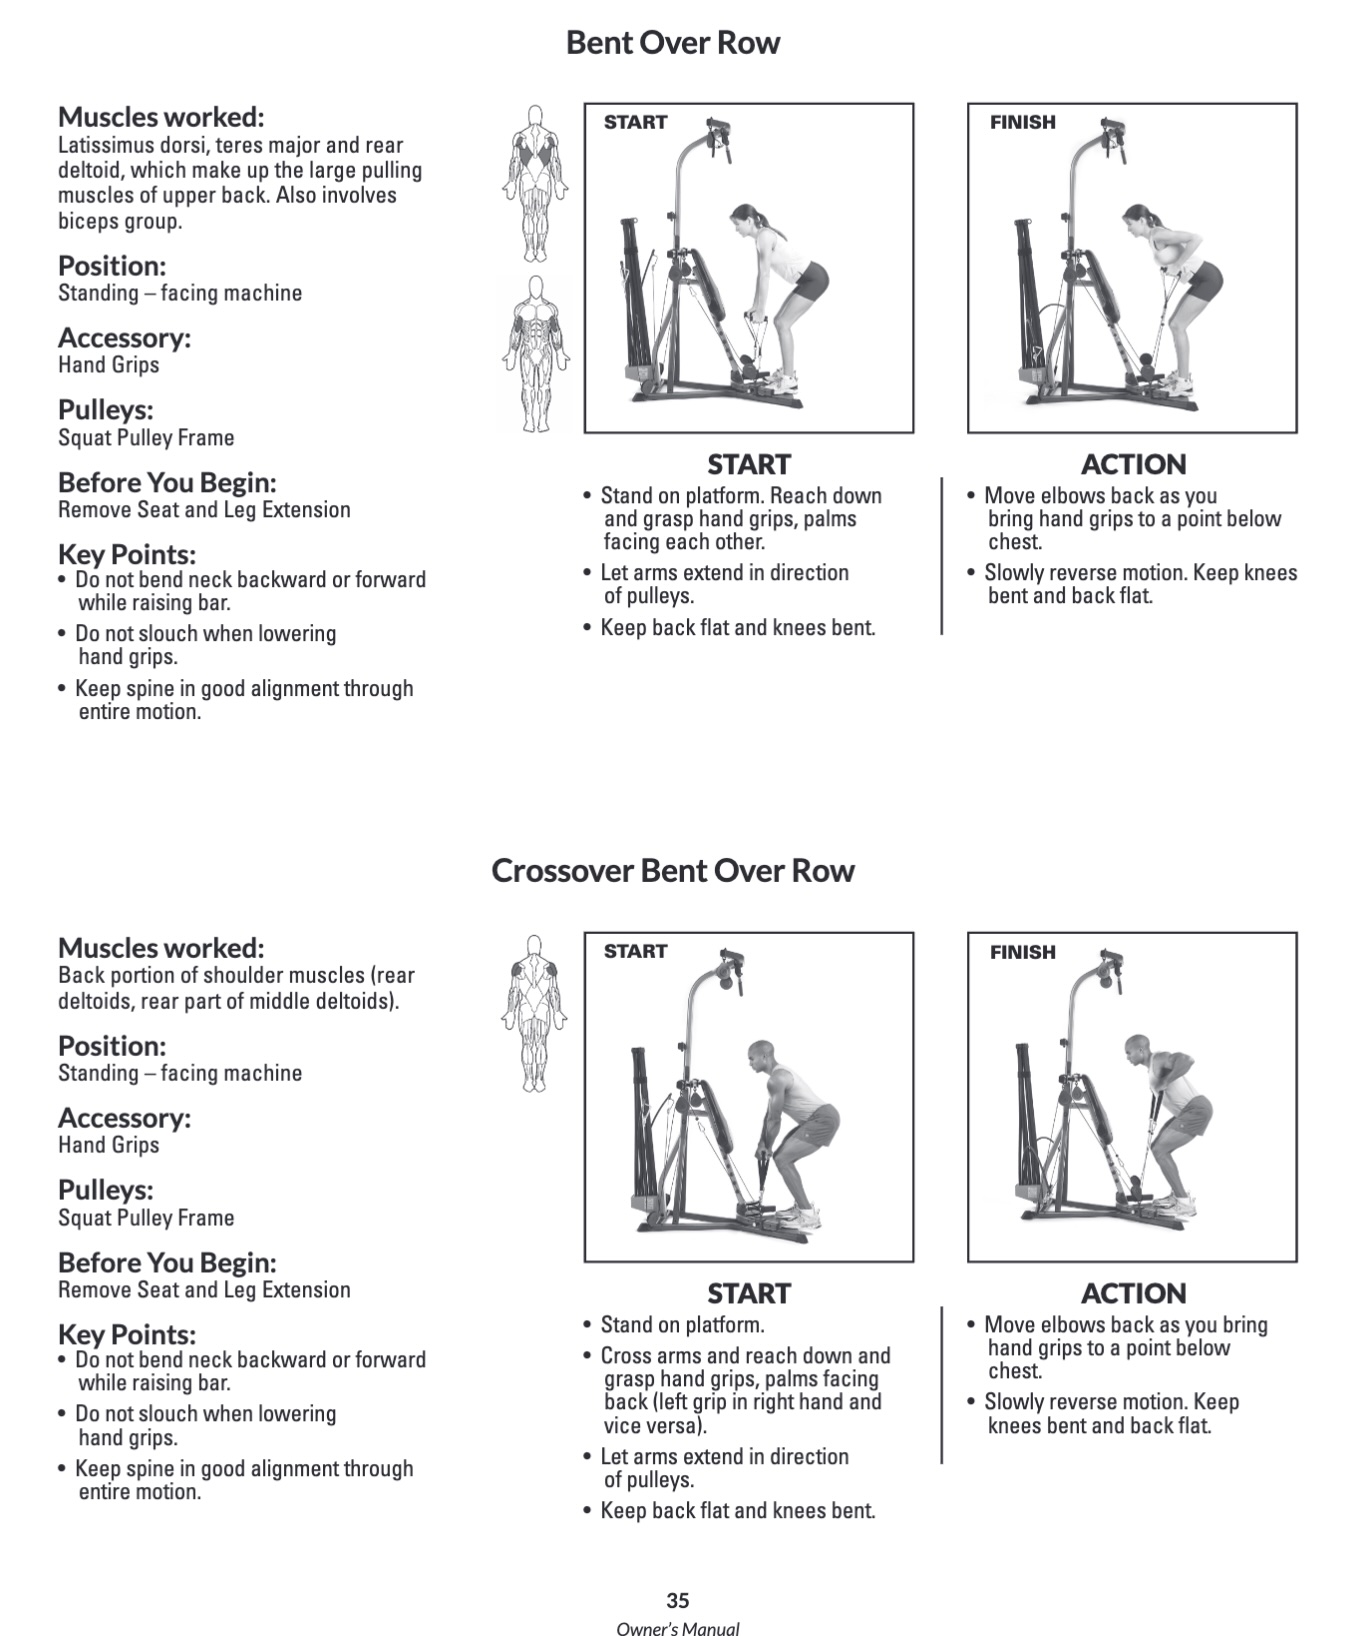 Bent Over Row
Muscles worked:
Latissimus dorsi, teres major and rear
deltoid, which make up the large pulling
muscles of upper back. Also involves
biceps group.
Position:
Standing – facing machine
Accessory:
Hand Grips
Pulleys:
Squat Pulley Frame
Before You Begin:
Remove Seat and Leg Extension
Key Points:
• Do not bend neck backward or forward
while raising bar.
• Do not slouch when lowering
hand grips.
• Keep spine in good alignment through
entire motion.
START
FINISH
START
• Stand on platform. Reach down
and grasp hand grips, palms
facing each other.
• Let arms extend in direction
of pulleys.
• Keep back flat and knees bent.
ACTION
• Move elbows back as you
bring hand grips to a point below
chest.
• Slowly reverse motion. Keep knees
bent and back flat.
Crossover Bent Over Row
Muscles worked:
Back portion of shoulder muscles (rear
deltoids, rear part of middle deltoids).
Position:
Standing – facing machine
Accessory:
Hand Grips
Pulleys:
Squat Pulley Frame
Before You Begin:
Remove Seat and Leg Extension
Key Points:
• Do not bend neck backward or forward
while raising bar.
• Do not slouch when lowering
hand grips.
• Keep spine in good alignment through
entire motion.
START
FINISH
START
• Stand on platform.
• Cross arms and reach down and
grasp hand grips, palms facing
back (left grip in right hand and
vice versa).
• Let arms extend in direction
of pulleys.
• Keep back flat and knees bent.
ACTION
• Move elbows back as you bring
hand grips to a point below
chest.
• Slowly reverse motion. Keep
knees bent and back flat.
35
Owner's Manual